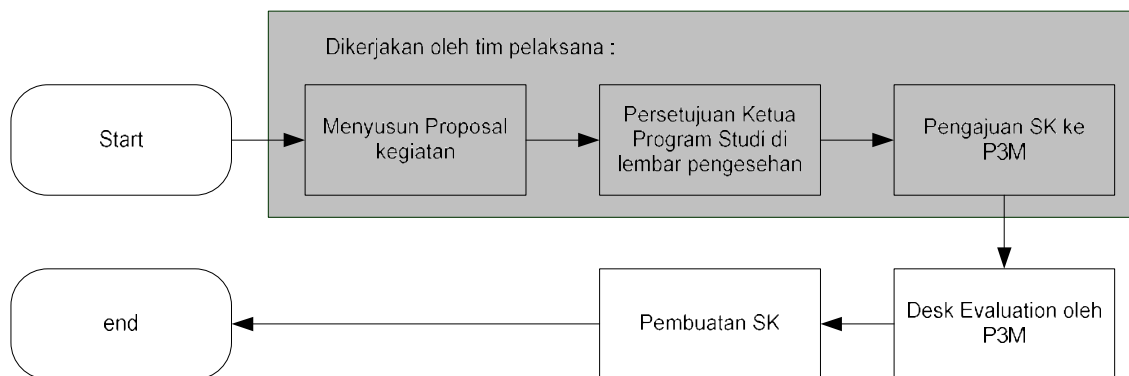 Dikerjakan oleh tim pelaksana :
Start
Menyusun Proposal
kegiatan
Persetujuan Ketua
Program Studi di
lembar pengesehan
Pengajuan SK ke
P3M
Desk Evaluation oleh
P3M
Pembuatan SK
end